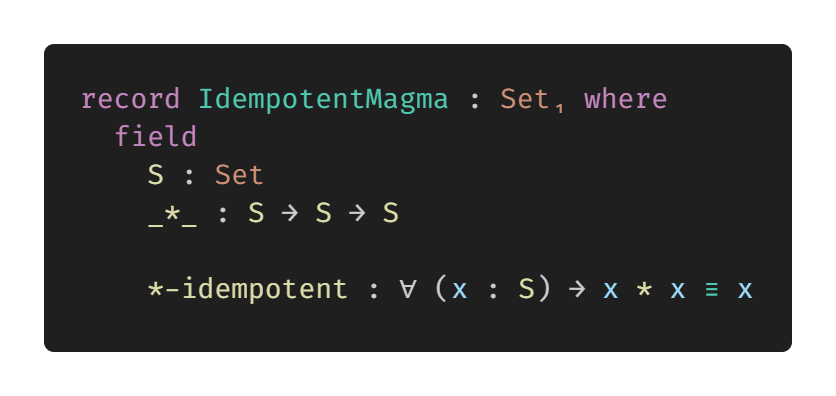 record IdempotentMagma : Set₁ where
  field
    S : Set
    _*_ : S → S → S

    *-idempotent : ∀ (x : S) → x * x ≡ x